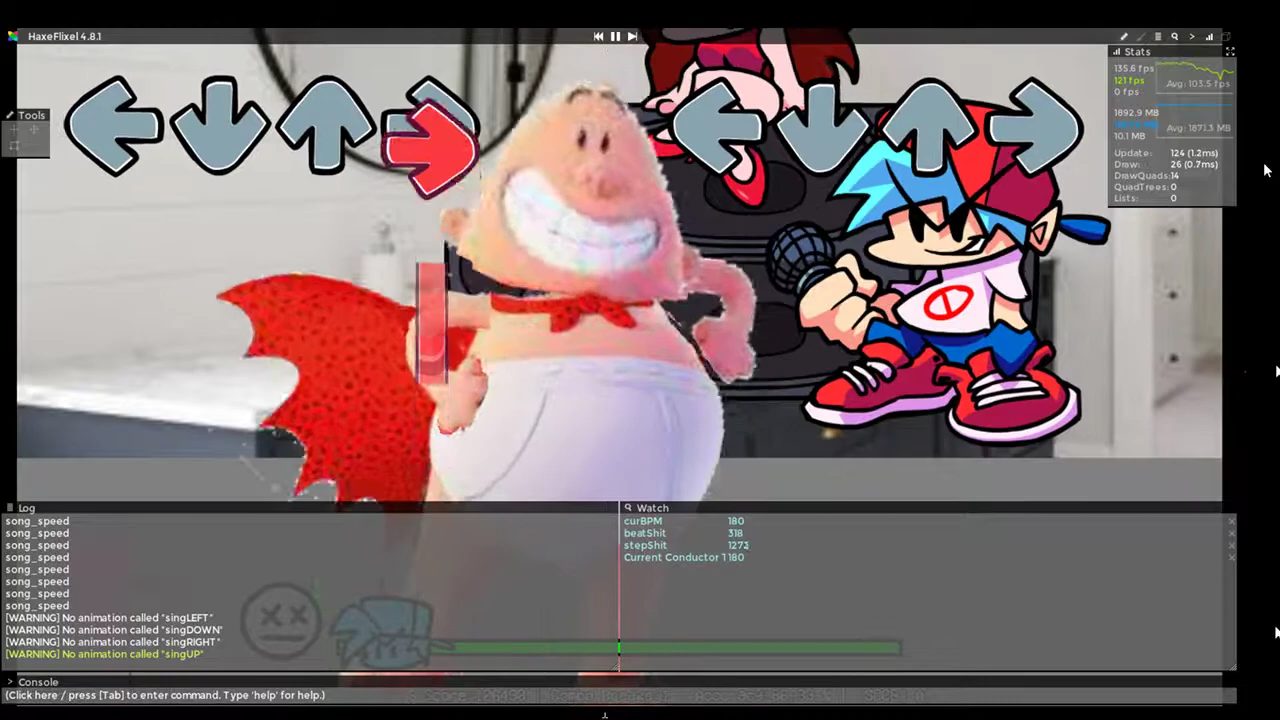 HaxeFlixel 4.8.1
Stats
135.6 fps
121 fps
0 fps
Avg: 103.5 fps
1892.9 MB
10.1 MB
Avg: 1871.3 MB
Update: 124 (1.2ms)
Draw: 26 (0.7ms)
DrawQuads: 14
QuadTrees: 0
Lists: 0
Tools
Log
song_speed
song_speed
song_speed
song_speed
song_speed
song_speed
song_speed
song_speed
[WARNING] No animation called "singLEFT"
[WARNING] No animation called "singDOWN"
[WARNING] No animation called "singRIGHT"
[WARNING] No animation called "singUP"
Watch
curBPM 180
beatShit 318
stepShit
Current Conductor 180
> Console
(Click here / press [Tab] to enter command. Type 'help' for help.)